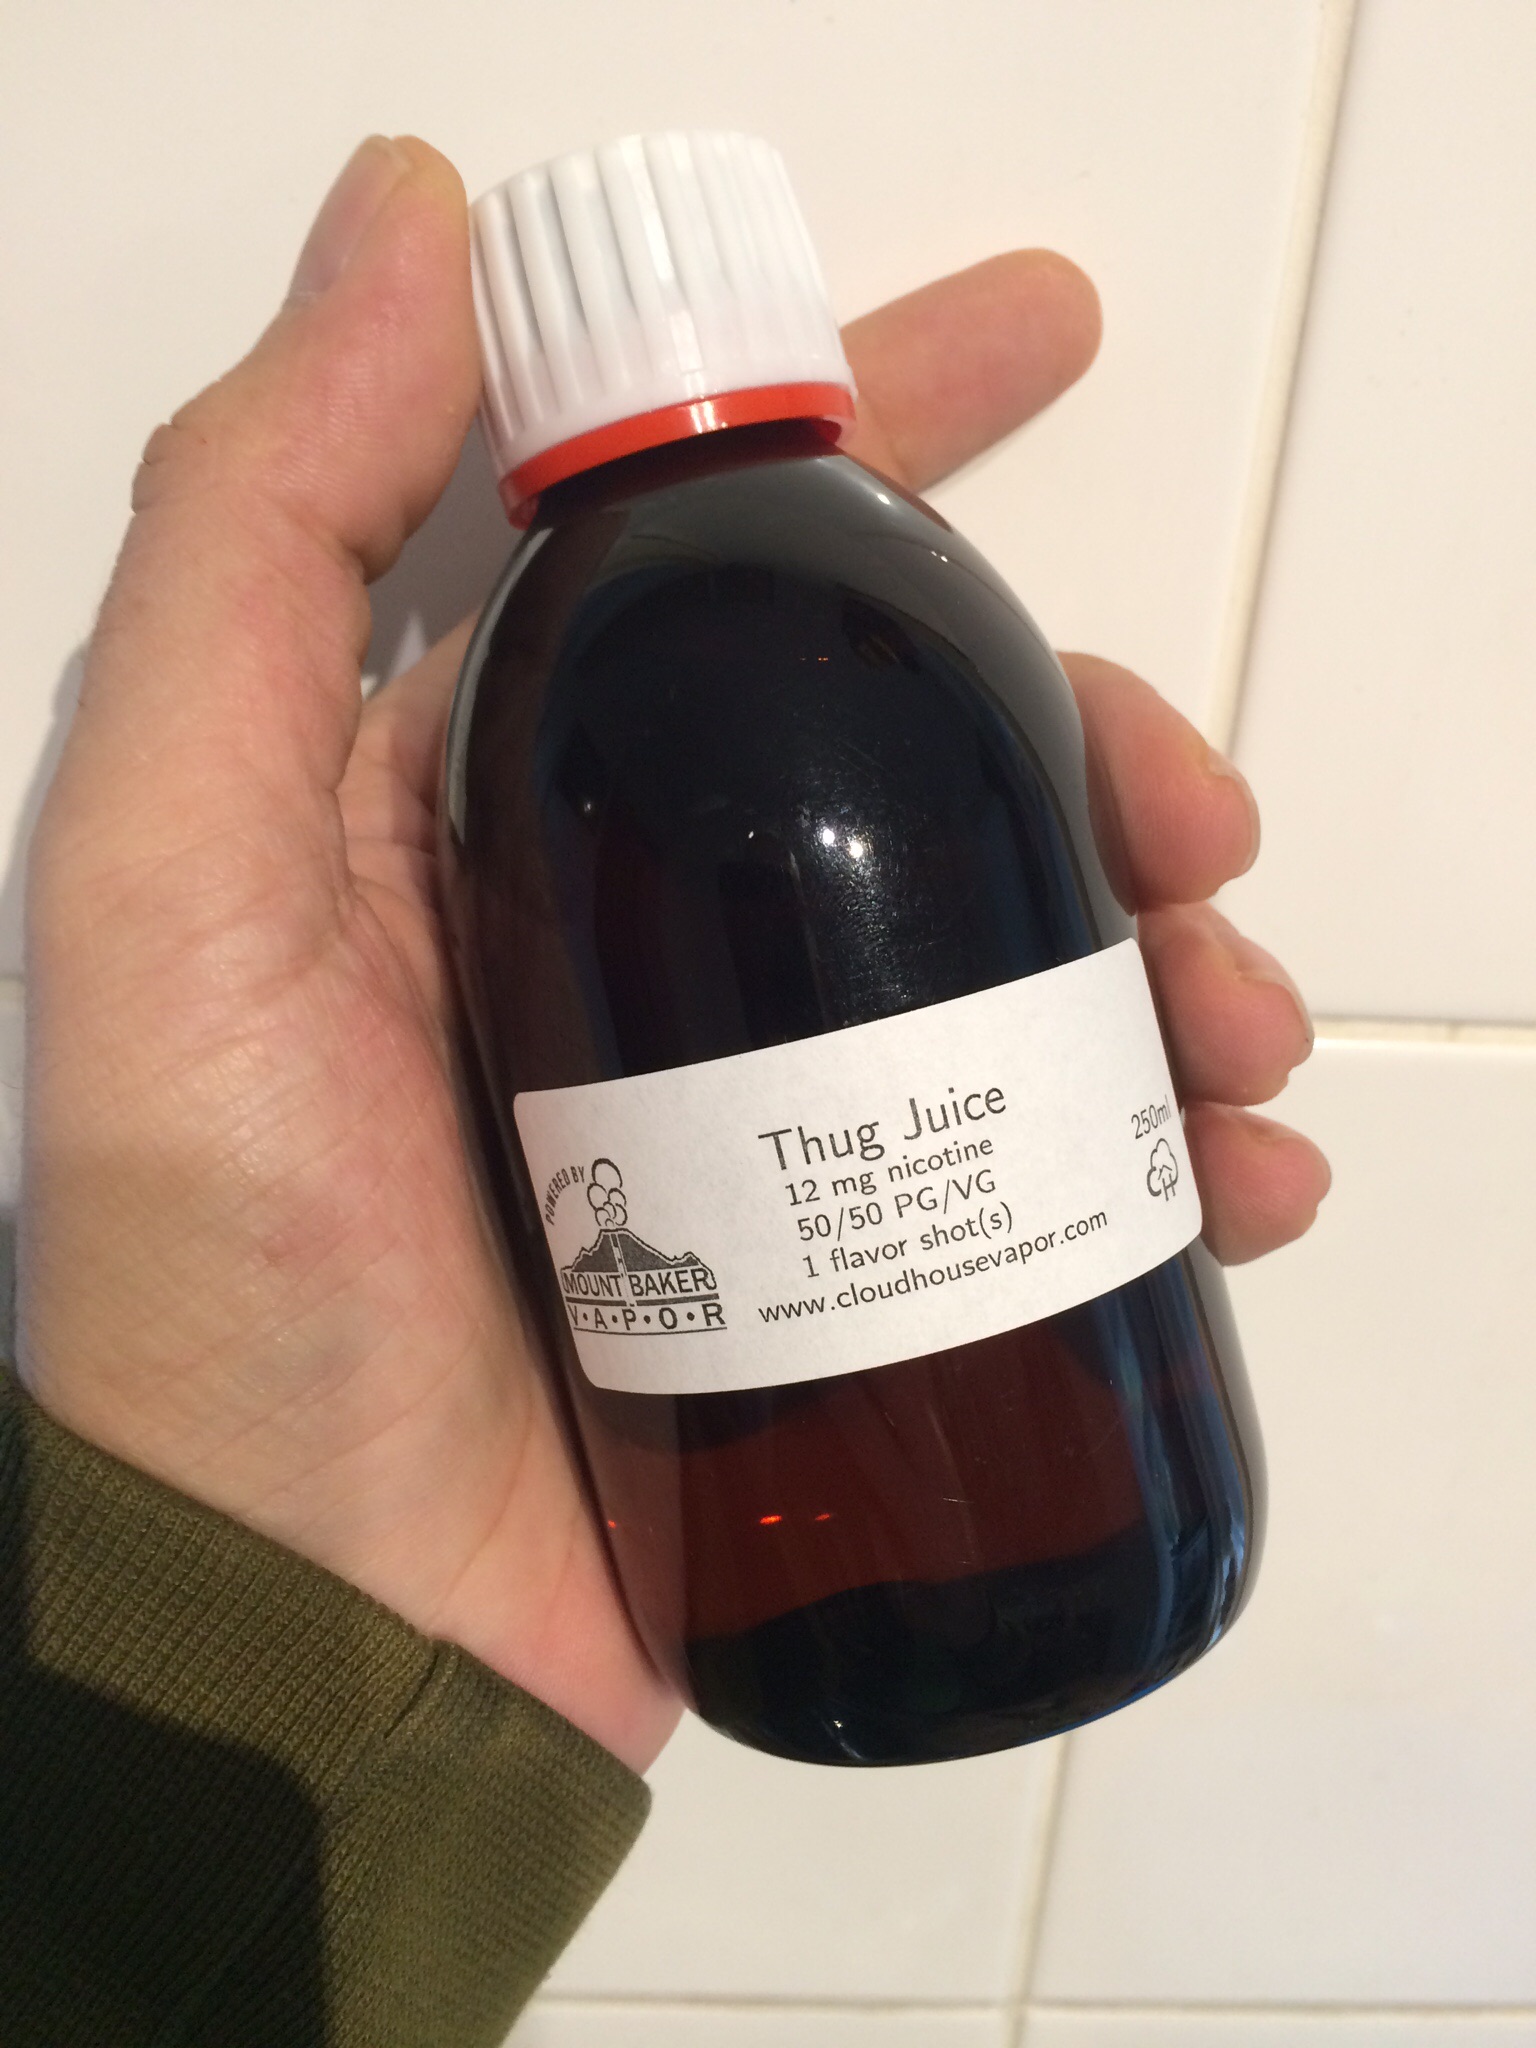 POWERED BY
MOUNT BAKER
V•A•P•O•R
Thug Juice
12 mg nicotine
50/50 PG/VG
1 flavor shot(s)
www.cloudhousevapor.com
250ml
CH